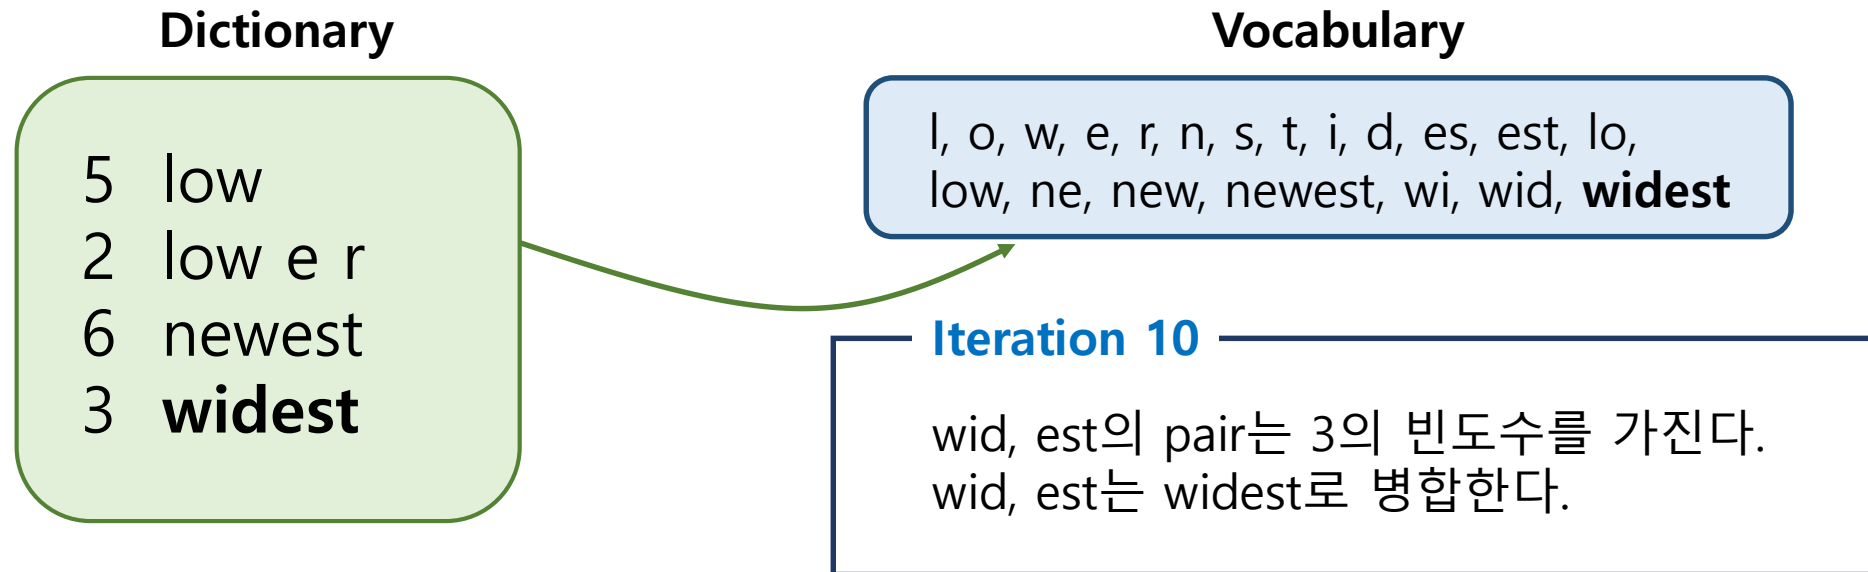 Dictionary
5 low
2 low e r
6 newest
3 widest
Vocabulary
l, o, w, e, r, n, s, t, i, d, es, est, lo,
low, ne, new, newest, wi, wid, widest
Iteration 10
wid, est의 pair는 3의 빈도수를 가진다.
wid, est는 widest로 병합한다.